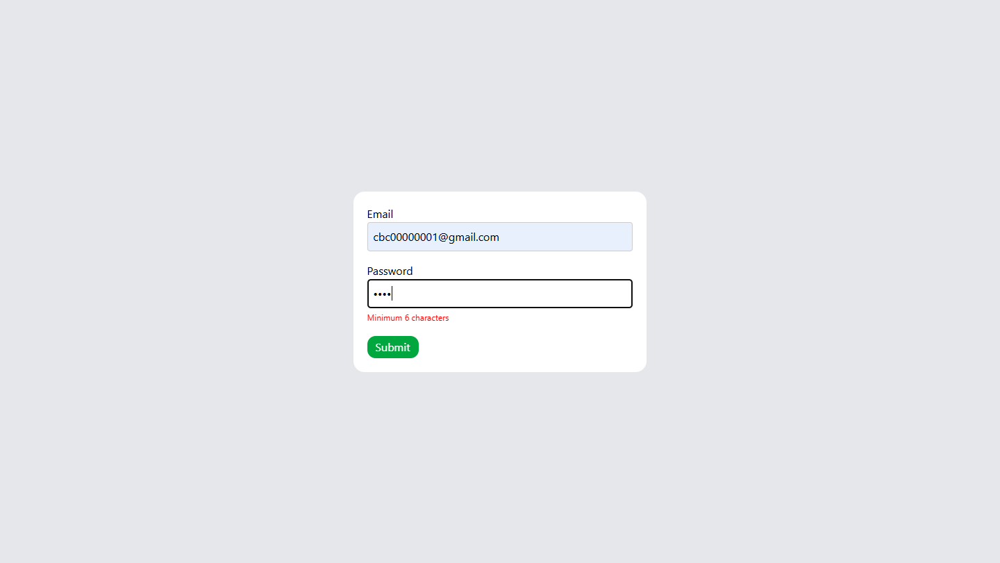 Email
cbc00000001@gmail.com
Password
••••
Minimum 6 characters
Submit